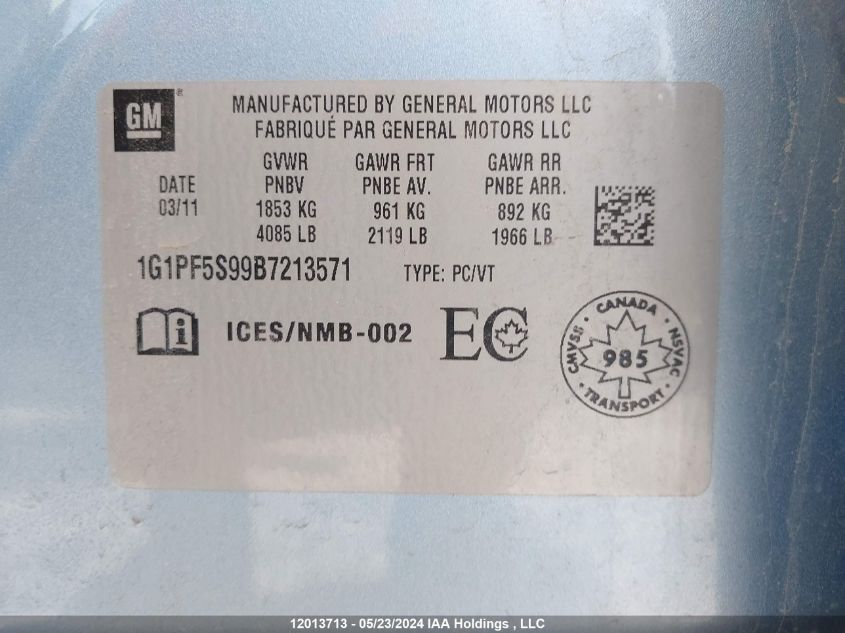 GM ®
MANUFACTURED BY GENERAL MOTORS LLC
FABRIQUÉ PAR GENERAL MOTORS LLC
GVWR GAWR FRT GAWR RR
DATE PNBV PNBE AV. PNBE ARR.
03/11 1853 KG 961 KG 892 KG
4085 LB 2119 LB 1966 LB
1G1PF5S99B7213571 TYPE: PC/VT
i ICES/NMB-002 EC
CANADA
CMVSS 985 NSVAC
TRANSPORT
12013713 - 05/23/2024 IAA Holdings , LLC